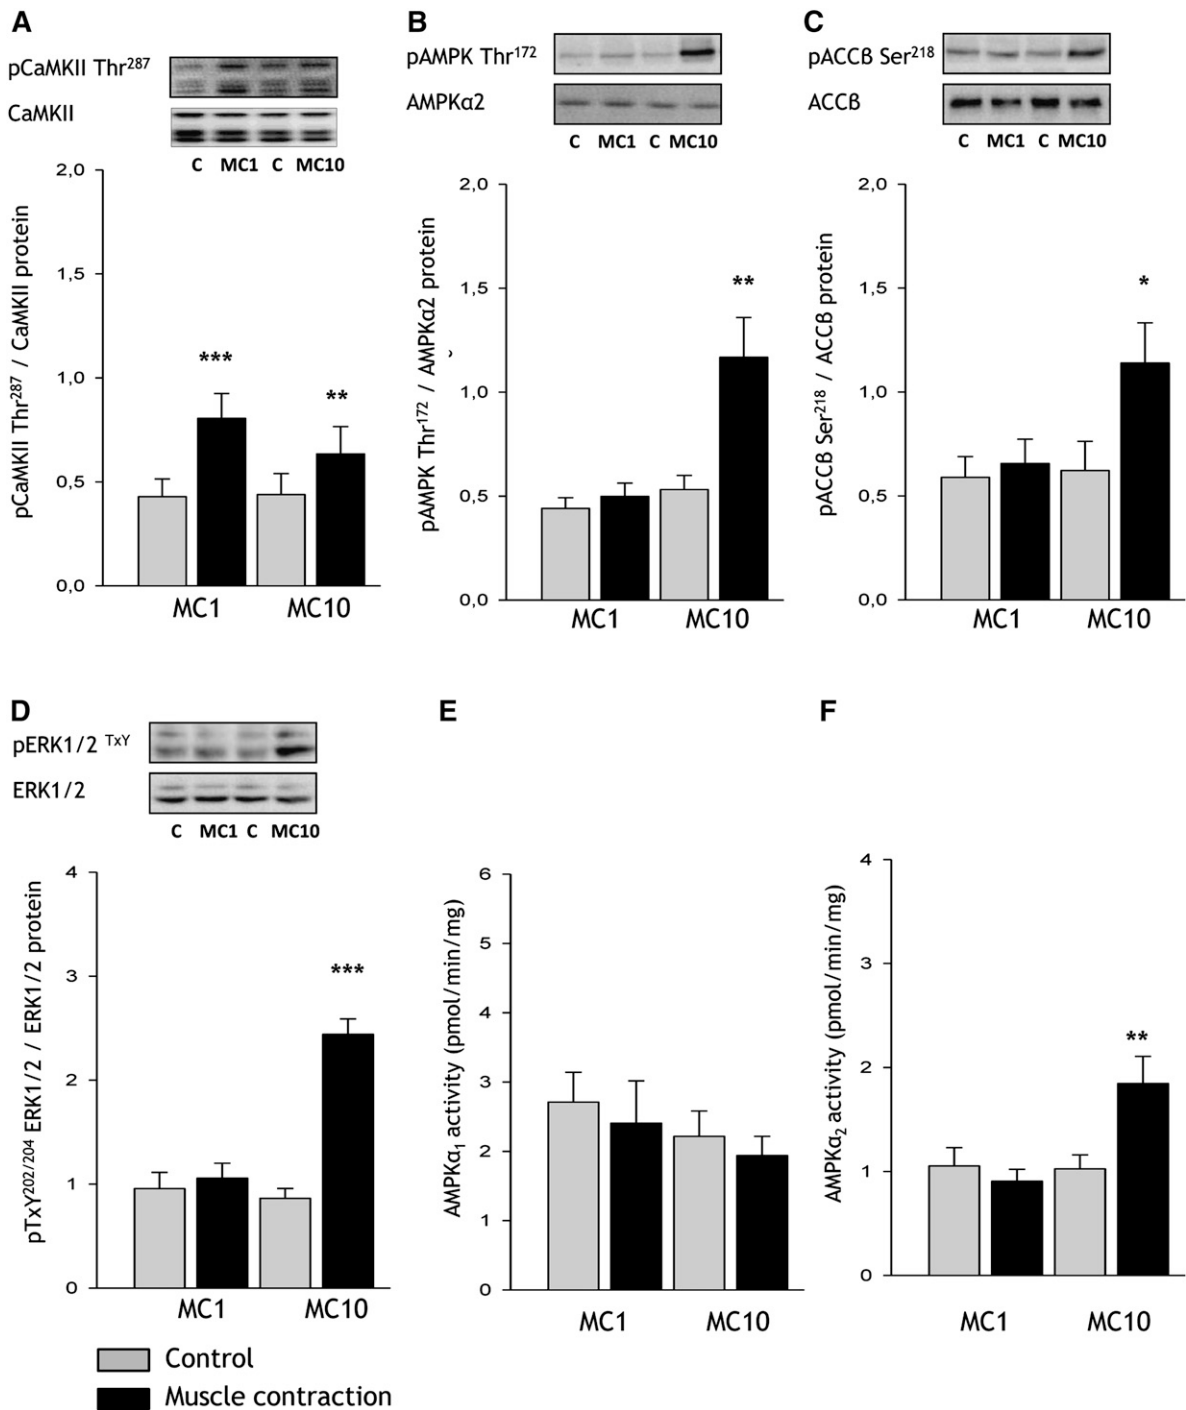 A
pCaMKII Thr287
CaMKII
C MC1 C MC10
2,0
1,5
1,0
0,5
0,0
pCaMKII Thr287 / CaMKII protein
***
**
MC1 MC10
B
pAMPK Thr172
AMPKα2
C MC1 C MC10
2,0
1,5
1,0
0,5
0,0
pAMPK Thr172 / AMPKα2 protein
**
MC1 MC10
C
pACCß Ser218
ACCß
C MC1 C MC10
2,0
1,5
1,0
0,5
0,0
pACCß Ser218 / ACCß protein
*
MC1 MC10
D
pERK1/2 TxY
ERK1/2
C MC1 C MC10
4
3
2
1
0
pTxY202/204 ERK1/2 / ERK1/2 protein
***
MC1 MC10
E
6
5
4
3
2
1
0
AMPKα1 activity (pmol/min/mg)
MC1 MC10
F
4
3
2
1
0
AMPKα2 activity (pmol/min/mg)
**
MC1 MC10
Control
Muscle contraction